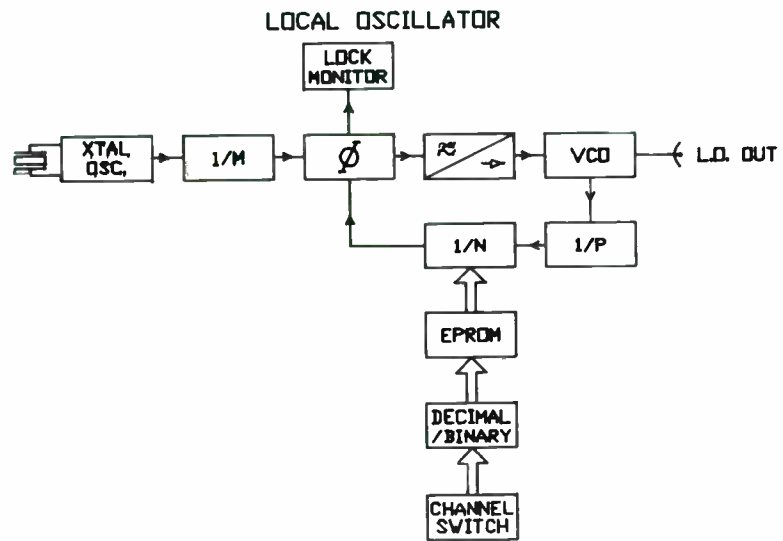 LOCAL OSCILLATOR
LOCK
MONITOR
XTAL
OSC.
1/M
Φ
VCO
L.O. OUT
1/N
1/P
EPROM
DECIMAL
/BINARY
CHANNEL
SWITCH